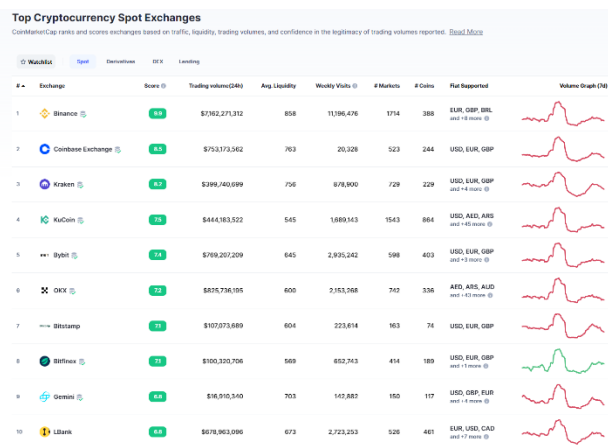 Top Cryptocurrency Spot Exchanges
CoinMarketCap ranks and scores exchanges based on traffic, liquidity, trading volumes, and confidence in the legitimacy of trading volumes reported. Read More
Watchlist Spot Derivatives DEX Lending
# Exchange Score Trading volume(24h) Avg. Liquidity Weekly Visits # Markets # Coins Fiat Supported Volume Graph (7d)
1 Binance 9.9 $7,162,271,312 858 11,196,476 1714 388 EUR, GBP, BRL
and +8 more
2 Coinbase Exchange $753,173,562 763 20,328 523 244 USD, EUR, GBP
3 Kraken $399,740,699 756 878,900 729 229 USD, EUR, GBP
and +4 more
4 KuCoin 7.5 $444,183,522 545 1,689,143 1543 864 USD, AED, ARS
and +45 more
5 Bybit 7.4 $769,207,209 645 2,935,242 598 403 USD, EUR, GBP
and +3 more
6 OKX 7.2 $825,736,195 600 2,153,268 742 336 AED, ARS, AUD
and +43 more
7 Bitstamp 7.1 $107,073,689 604 223,614 163 74 USD, EUR, GBP
8 Bitfinex 7.1 $100,320,706 569 652,743 414 189 USD, EUR, GBP
and +1 more
9 Gemini $16,910,340 703 142,882 150 117 USD, GBP, EUR
and +4 more
10 LBank $678,963,096 673 2,723,253 526 461 EUR, USD, CAD
and +7 more